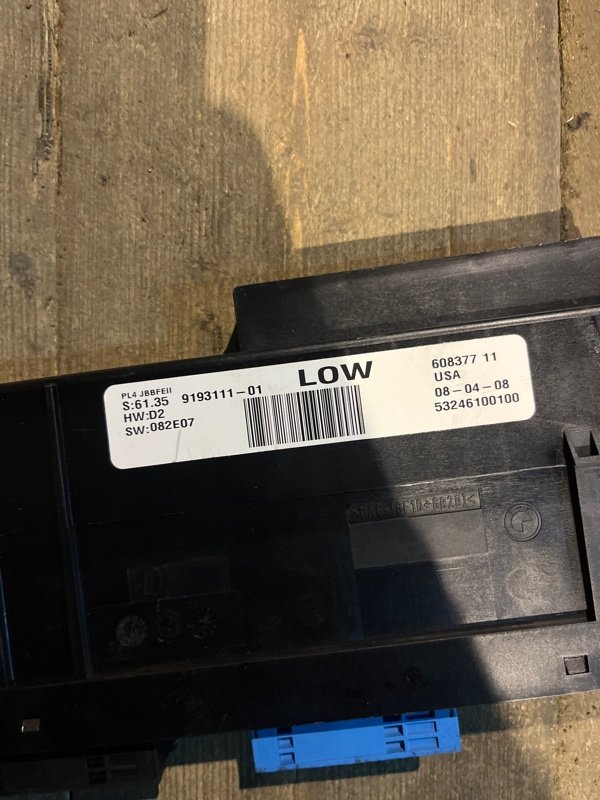 PL4 JBBFEII
S:61.35 9193111-01
HW:D2
SW:082E07
LOW
608377 11
USA
08-04-08
53246100100